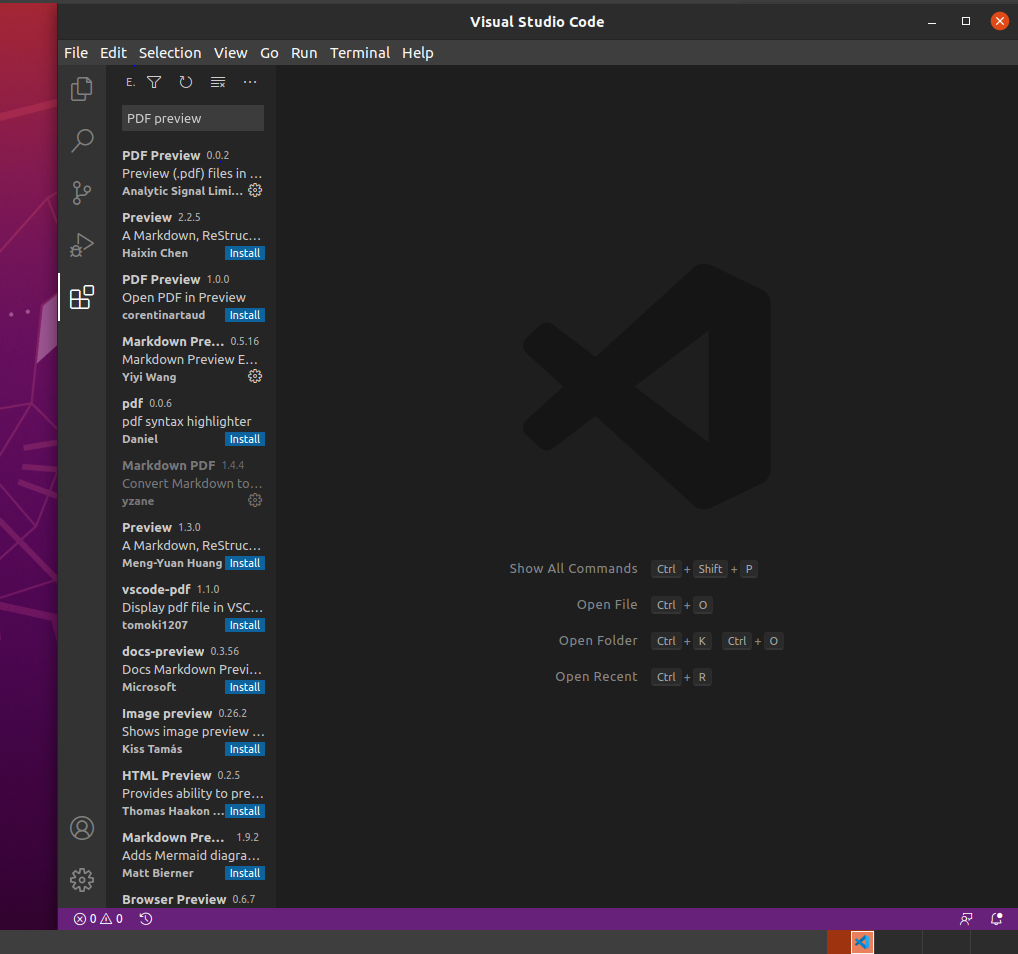 Visual Studio Code
File Edit Selection View Go Run Terminal Help
E.
PDF preview
PDF Preview 0.0.2
Preview (.pdf) files in ...
Analytic Signal Limi...
Preview 2.2.5
A Markdown, ReStruc...
Haixin Chen Install
PDF Preview 1.0.0
Open PDF in Preview
corentinartaud Install
Markdown Pre... 0.5.16
Markdown Preview E...
Yiyi Wang
pdf 0.0.6
pdf syntax highlighter
Daniel Install
Markdown PDF 1.4.4
Convert Markdown to...
yzane
Preview 1.3.0
A Markdown, ReStruc...
Meng-Yuan Huang Install
vscode-pdf 1.1.0
Display pdf file in VSC...
tomoki1207 Install
docs-preview 0.3.56
Docs Markdown Previ...
Microsoft Install
Image preview 0.26.2
Shows image preview ...
Kiss Tamás Install
HTML Preview 0.2.5
Provides ability to pre...
Thomas Haakon ... Install
Markdown Pre... 1.9.2
Adds Mermaid diagra...
Matt Bierner Install
Browser Preview 0.6.7
Show All Commands Ctrl + Shift + P
Open File Ctrl + O
Open Folder Ctrl + K Ctrl + O
Open Recent Ctrl + R
0 0